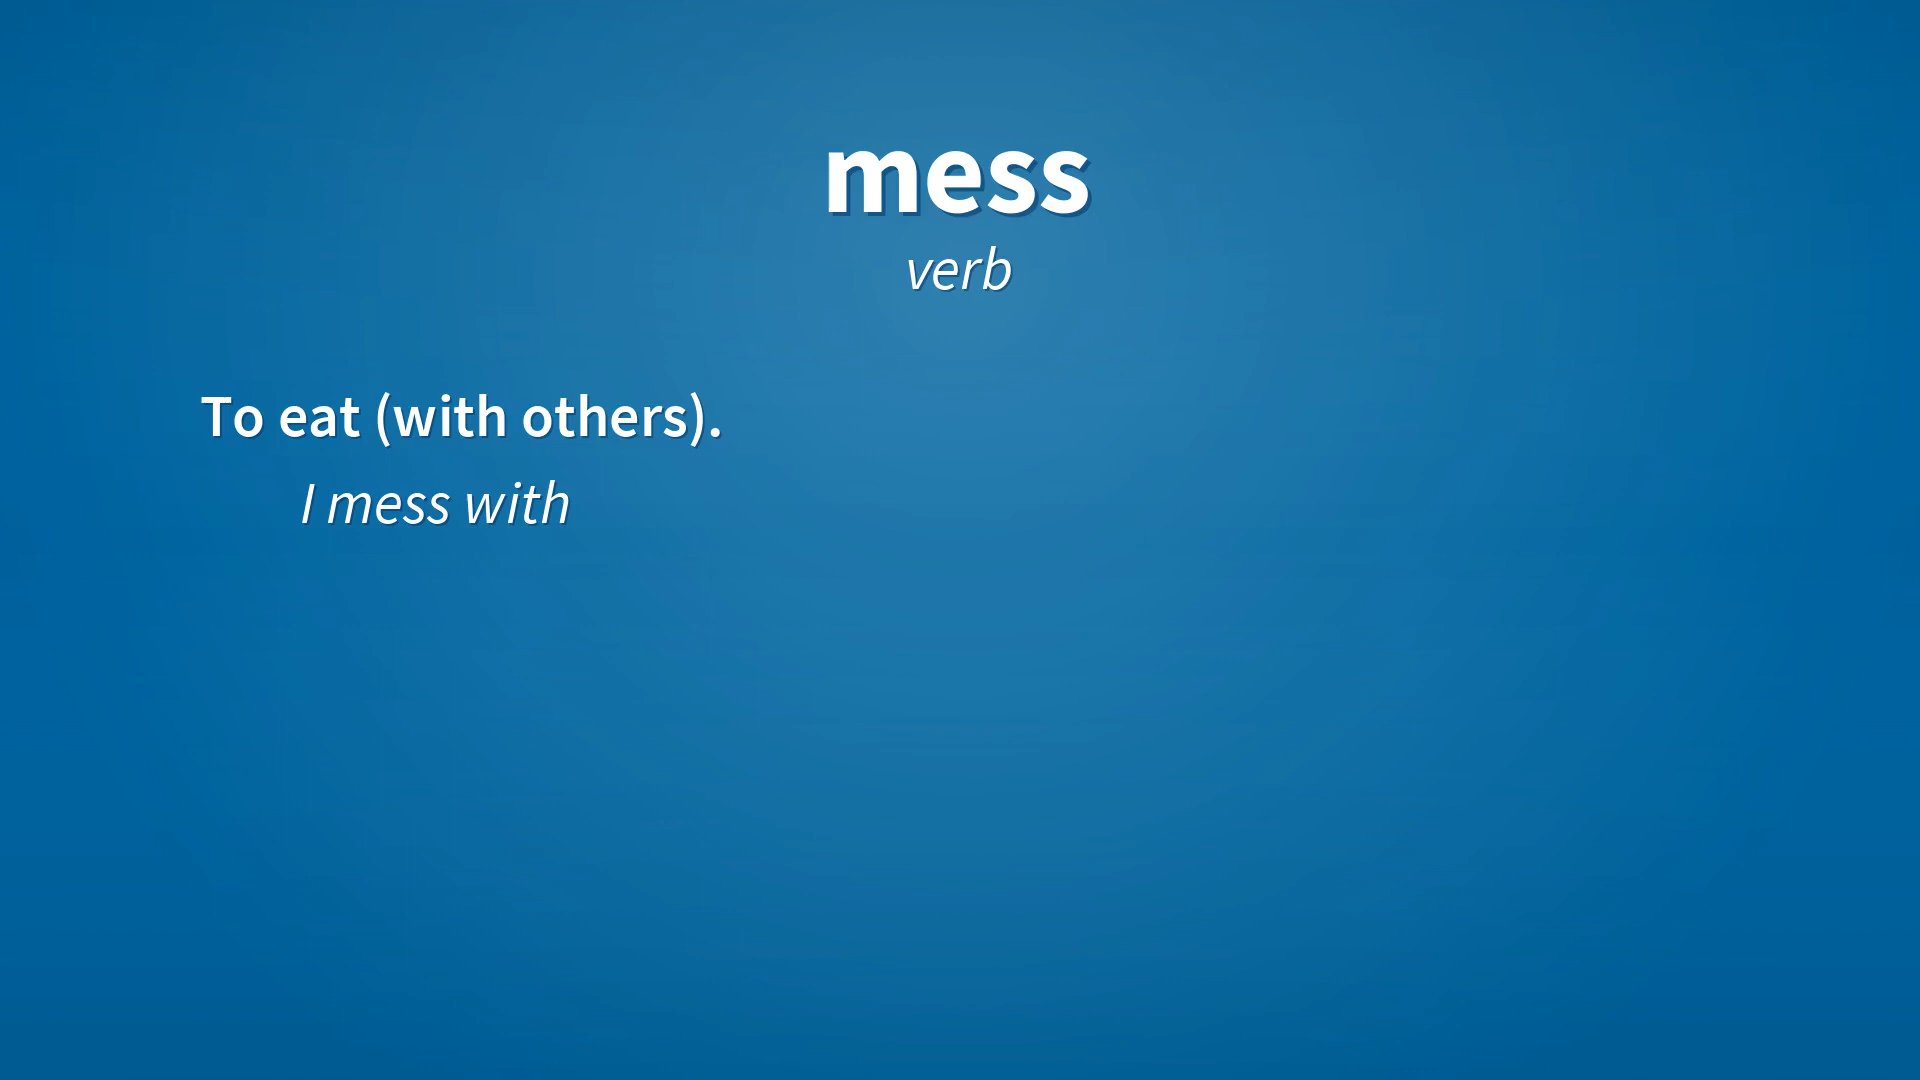 mess
verb
To eat (with others).
I mess with